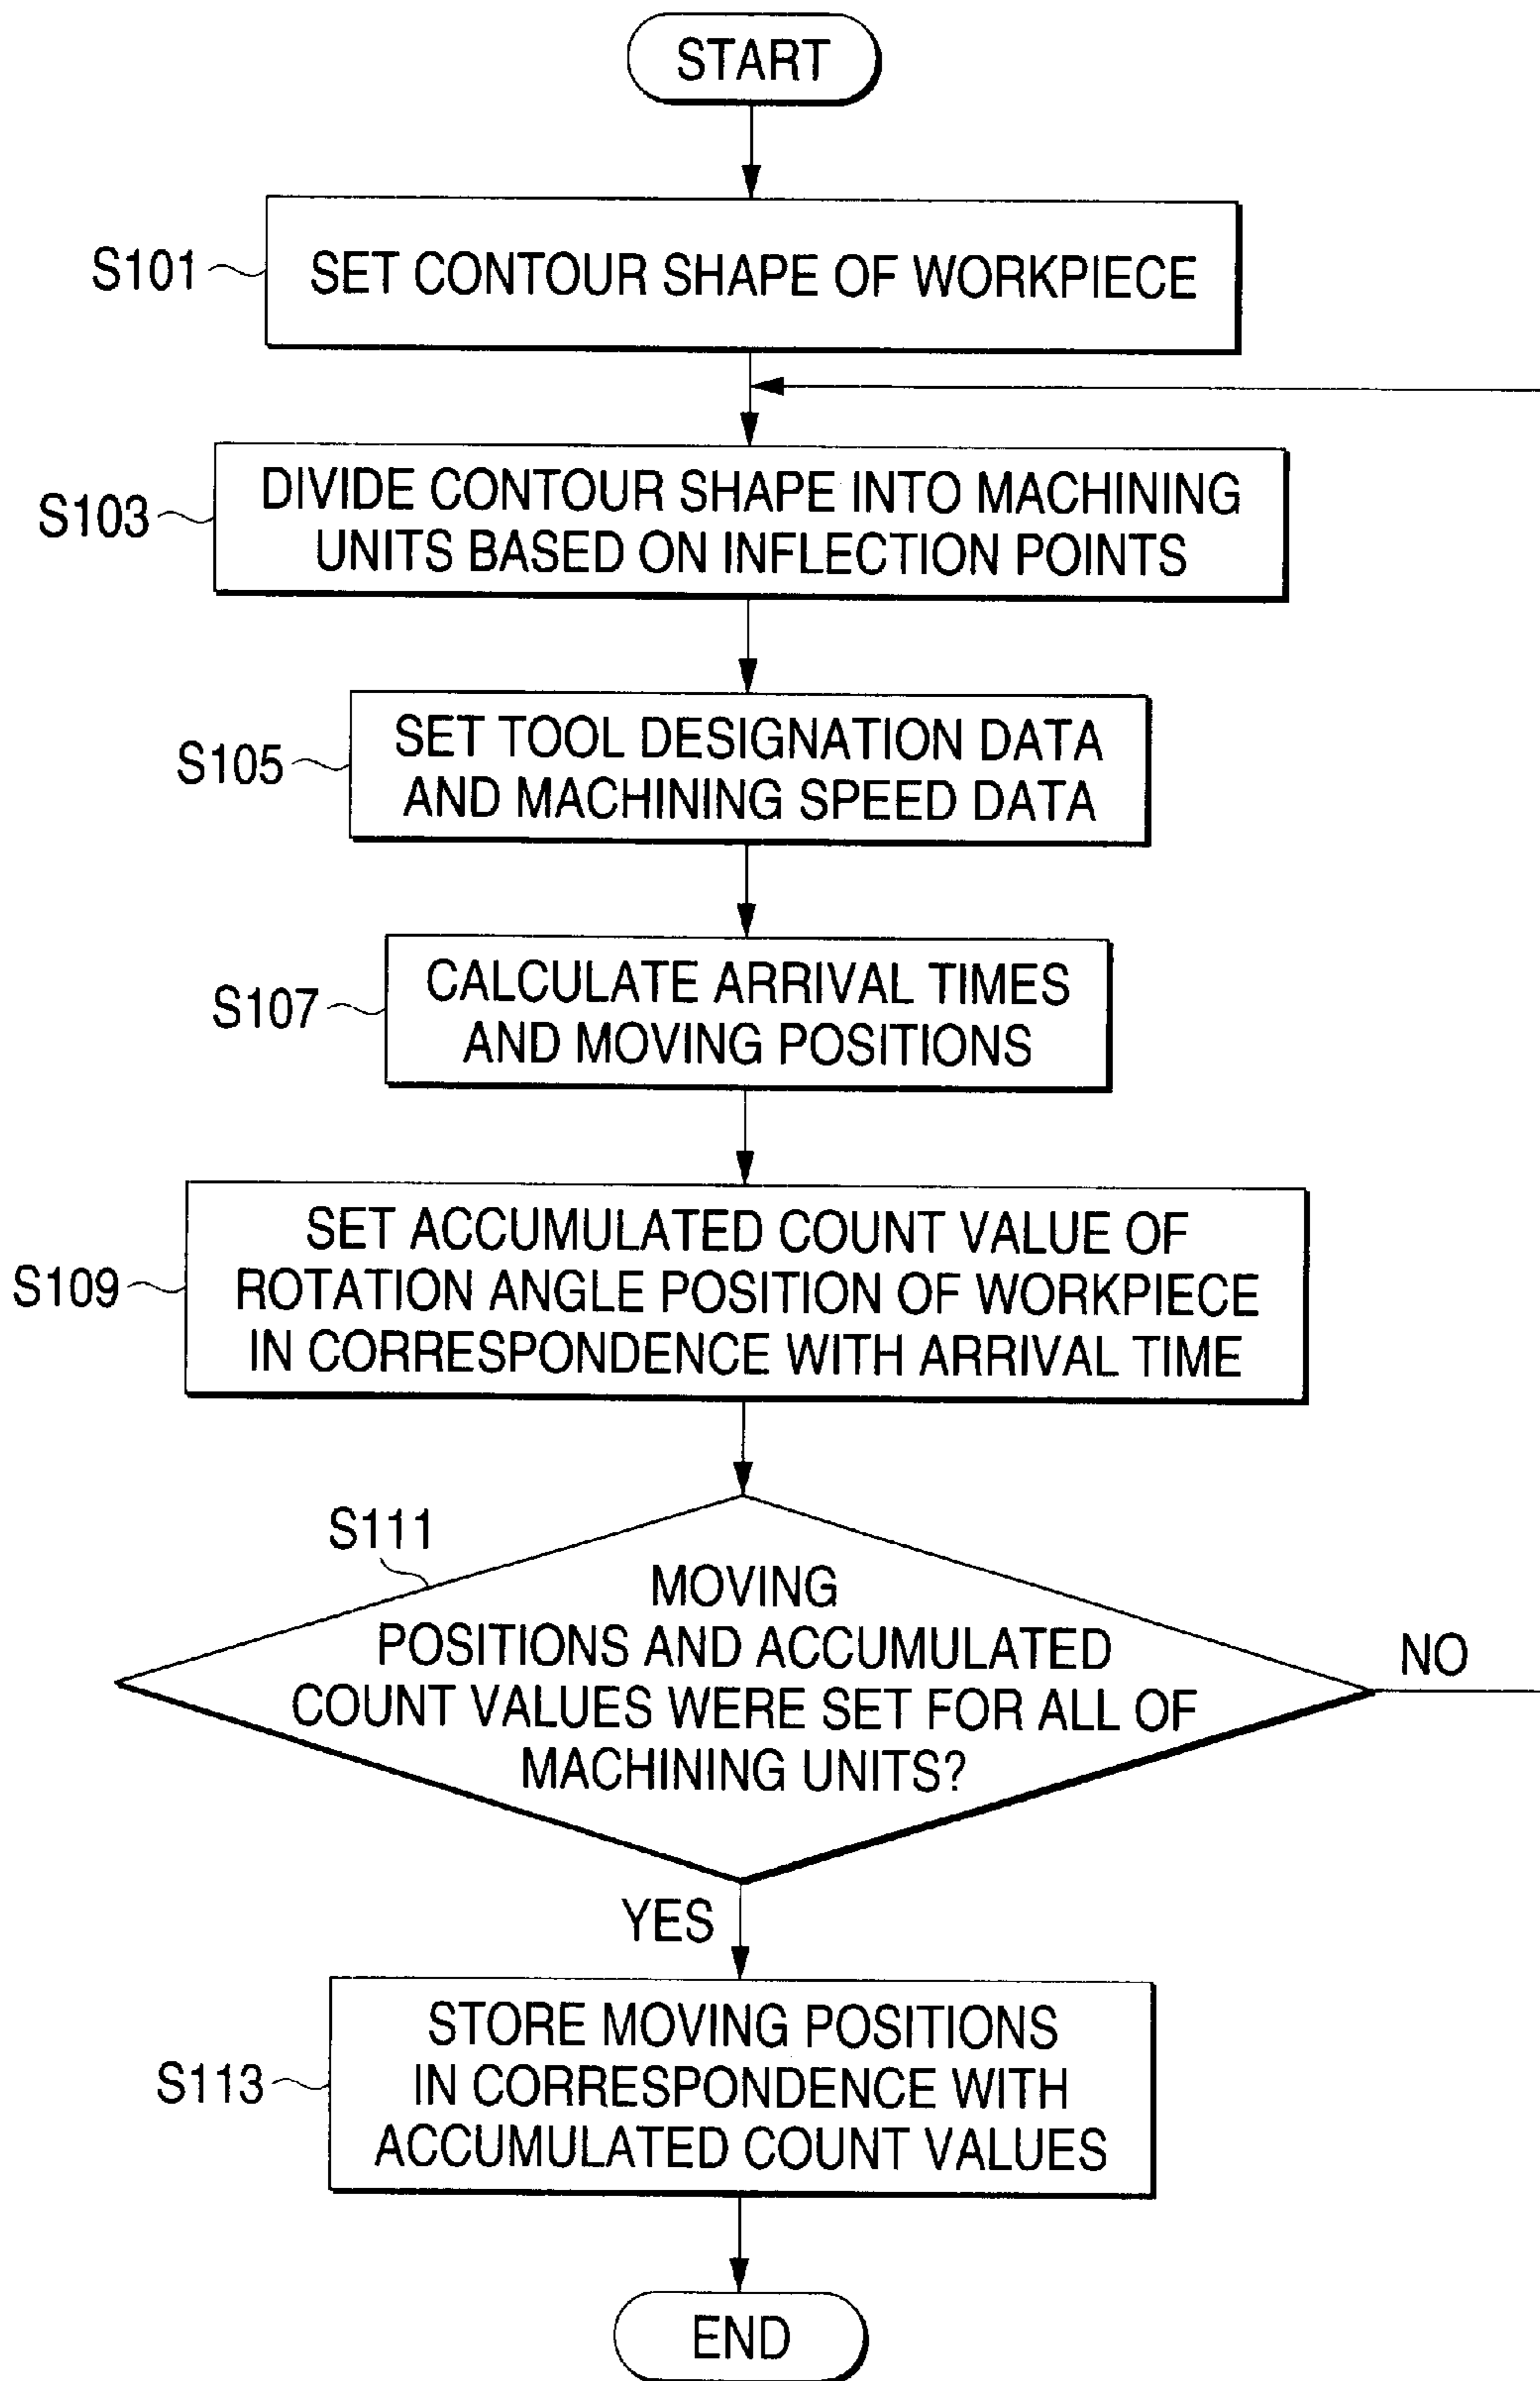 START
S101
SET CONTOUR SHAPE OF WORKPIECE
S103
DIVIDE CONTOUR SHAPE INTO MACHINING
UNITS BASED ON INFLECTION POINTS
S105
SET TOOL DESIGNATION DATA
AND MACHINING SPEED DATA
S107
CALCULATE ARRIVAL TIMES
AND MOVING POSITIONS
S109
SET ACCUMULATED COUNT VALUE OF
ROTATION ANGLE POSITION OF WORKPIECE
IN CORRESPONDENCE WITH ARRIVAL TIME
S111
MOVING
POSITIONS AND ACCUMULATED
COUNT VALUES WERE SET FOR ALL OF
MACHINING UNITS?
NO
YES
S113
STORE MOVING POSITIONS
IN CORRESPONDENCE WITH
ACCUMULATED COUNT VALUES
END